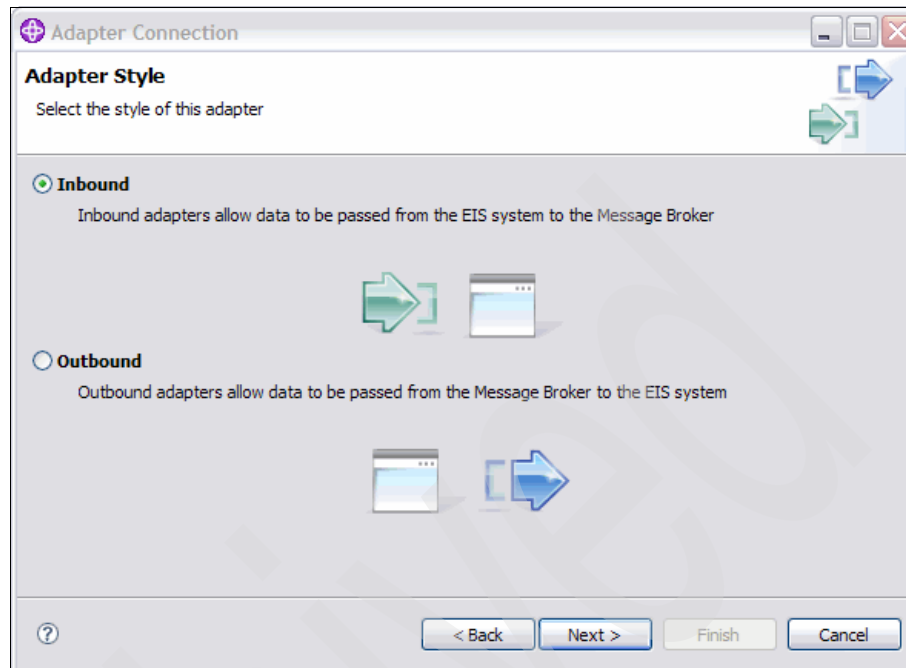 Adapter Connection
Adapter Style
Select the style of this adapter
Inbound
Inbound adapters allow data to be passed from the EIS system to the Message Broker
Outbound
Outbound adapters allow data to be passed from the Message Broker to the EIS system
< Back Next > Finish Cancel